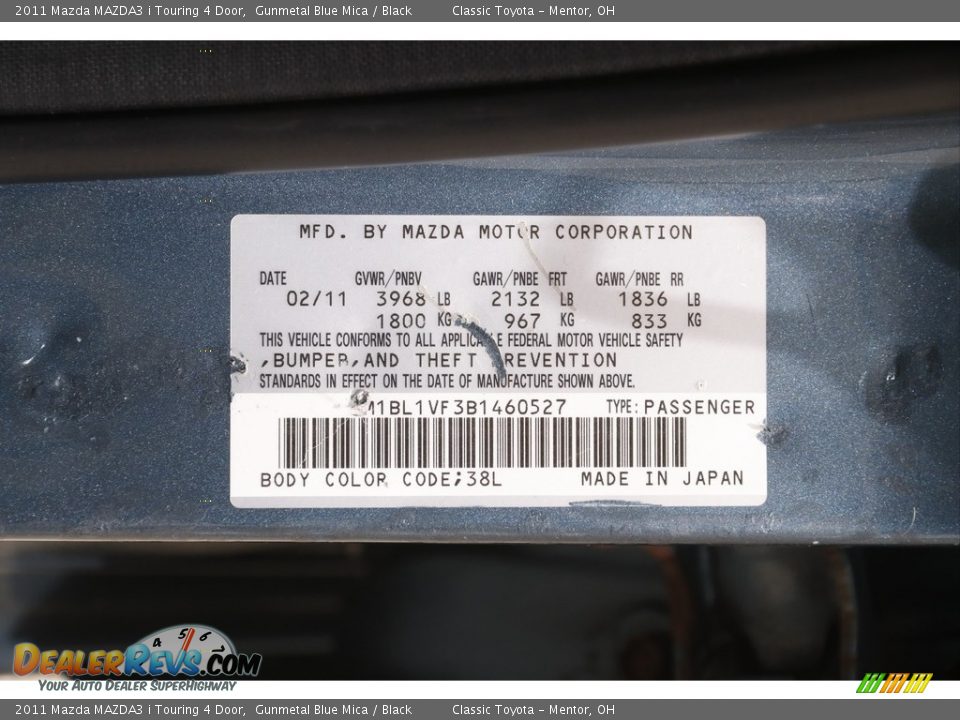 2011 Mazda MAZDA3 i Touring 4 Door, Gunmetal Blue Mica / Black Classic Toyota - Mentor, OH
MFD. BY MAZDA MOTOR CORPORATION
DATE GVWR/PNBV GAWR/PNBE FRT GAWR/PNBE RR
02/11 3968 LB 2132 LB 1836 LB
1800 KG 967 KG 833 KG
THIS VEHICLE CONFORMS TO ALL APPLICABLE FEDERAL MOTOR VEHICLE SAFETY
,BUMPER,AND THEFT PREVENTION
STANDARDS IN EFFECT ON THE DATE OF MANUFACTURE SHOWN ABOVE.
M1BL1VF3B1460527 TYPE: PASSENGER
BODY COLOR CODE;38L MADE IN JAPAN
4 5 6
DEALERREVS.COM
YOUR AUTO DEALER SUPERHIGHWAY
2011 Mazda MAZDA3 i Touring 4 Door, Gunmetal Blue Mica / Black Classic Toyota - Mentor, OH